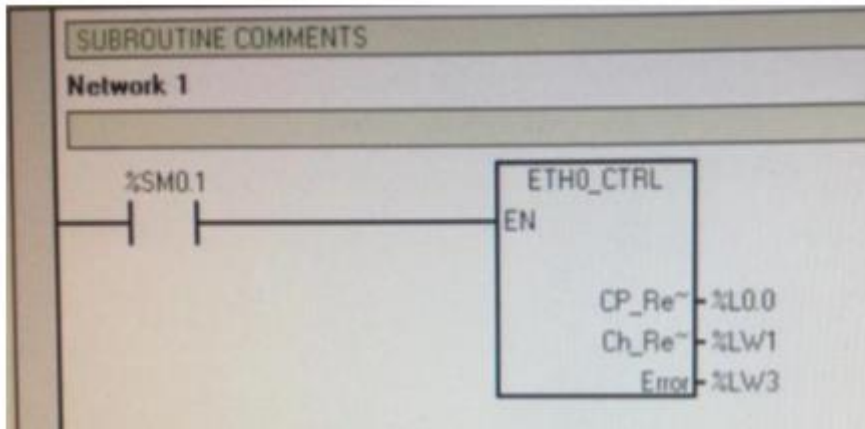 SUBROUTINE COMMENTS
Network 1
%SM0.1
ETH0_CTRL
EN
CP_Re~ %L0.0
Ch_Re~ %LW1
Error %LW3